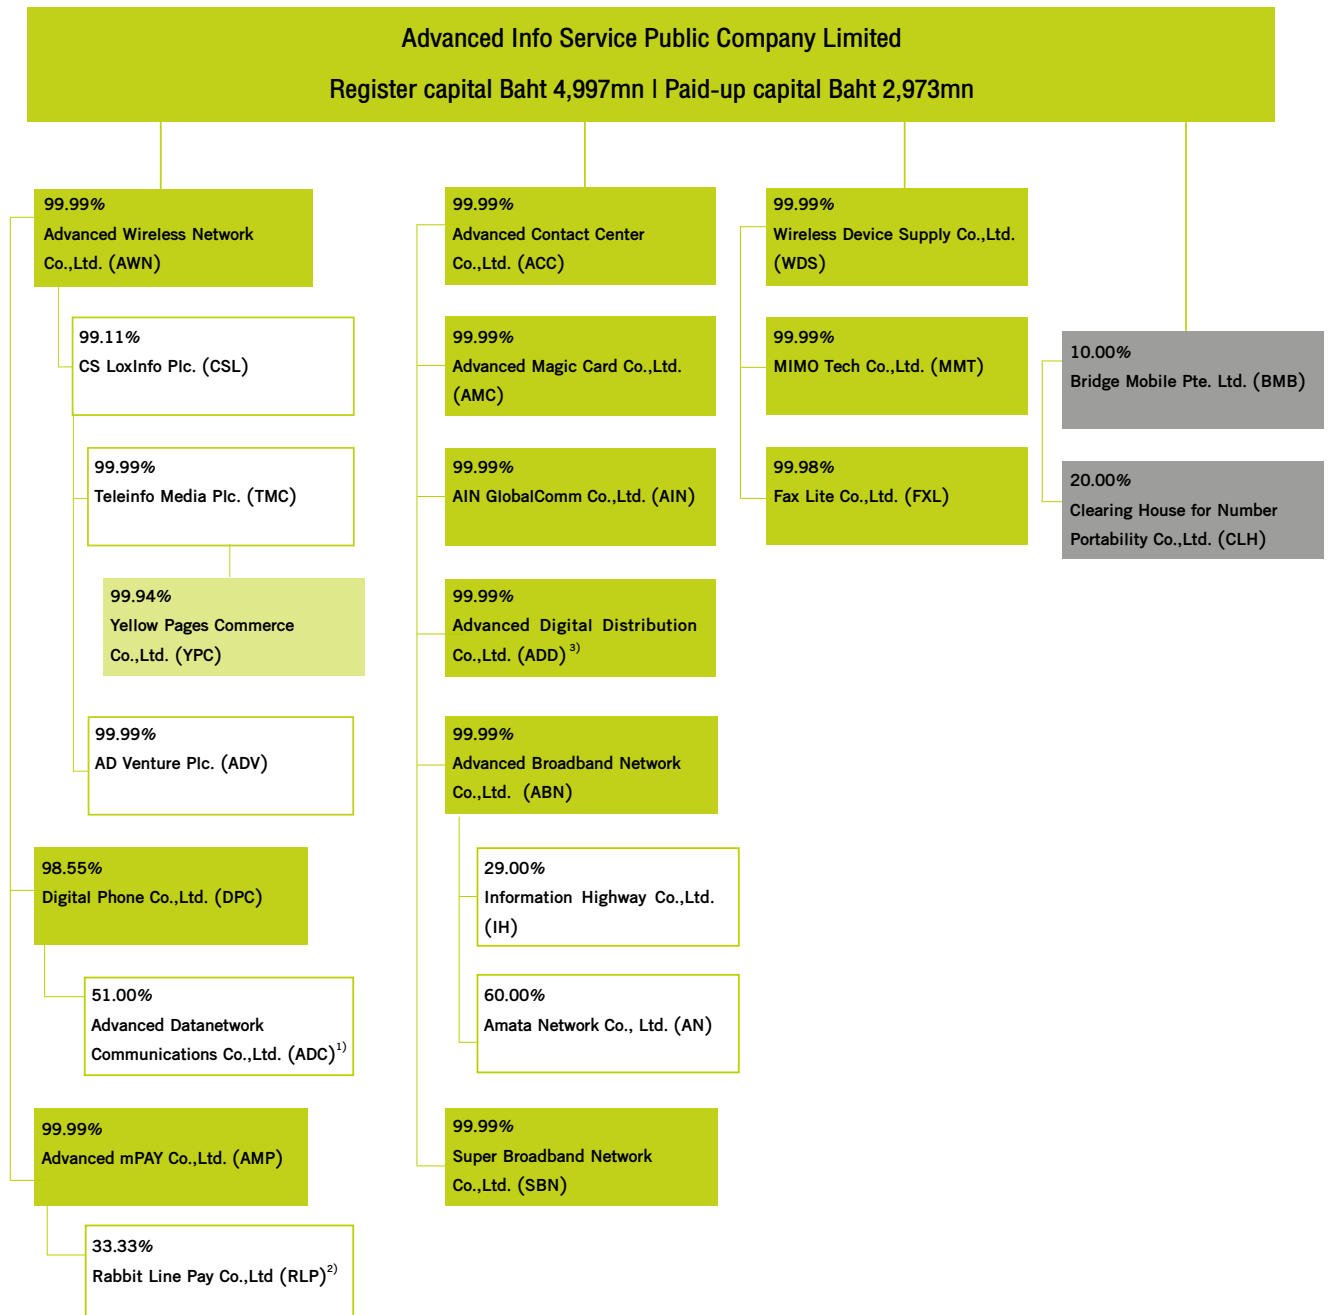 Advanced Info Service Public Company Limited
Register capital Baht 4,997mn | Paid-up capital Baht 2,973mn
99.99%
Advanced Wireless Network
Co.,Ltd. (AWN)
99.11%
CS LoxInfo Plc. (CSL)
99.99%
Teleinfo Media Plc. (TMC)
99.94%
Yellow Pages Commerce
Co.,Ltd. (YPC)
99.99%
AD Venture Plc. (ADV)
98.55%
Digital Phone Co.,Ltd. (DPC)
51.00%
Advanced Datanetwork
Communications Co.,Ltd. (ADC) 1)
99.99%
Advanced mPAY Co.,Ltd. (AMP)
33.33%
Rabbit Line Pay Co.,Ltd (RLP) 2)
99.99%
Advanced Contact Center
Co.,Ltd. (ACC)
99.99%
Advanced Magic Card Co.,Ltd.
(AMC)
99.99%
AIN GlobalComm Co.,Ltd. (AIN)
99.99%
Advanced Digital Distribution
Co.,Ltd. (ADD) 3)
99.99%
Advanced Broadband Network
Co.,Ltd. (ABN)
29.00%
Information Highway Co.,Ltd.
(IH)
60.00%
Amata Network Co., Ltd. (AN)
99.99%
Super Broadband Network
Co.,Ltd. (SBN)
99.99%
Wireless Device Supply Co.,Ltd.
(WDS)
99.99%
MIMO Tech Co.,Ltd. (MMT)
99.98%
Fax Lite Co.,Ltd. (FXL)
10.00%
Bridge Mobile Pte. Ltd. (BMB)
20.00%
Clearing House for Number
Portability Co.,Ltd. (CLH)